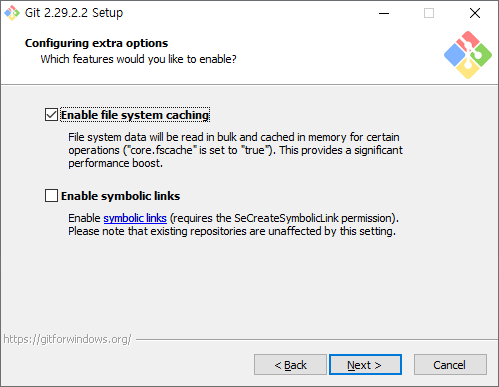 Git 2.29.2.2 Setup
Configuring extra options
Which features would you like to enable?
Enable file system caching
File system data will be read in bulk and cached in memory for certain
operations ("core.fscache" is set to "true"). This provides a significant
performance boost.
Enable symbolic links
Enable symbolic links (requires the SeCreateSymbolicLink permission).
Please note that existing repositories are unaffected by this setting.
https://gitforwindows.org/
< Back
Next >
Cancel